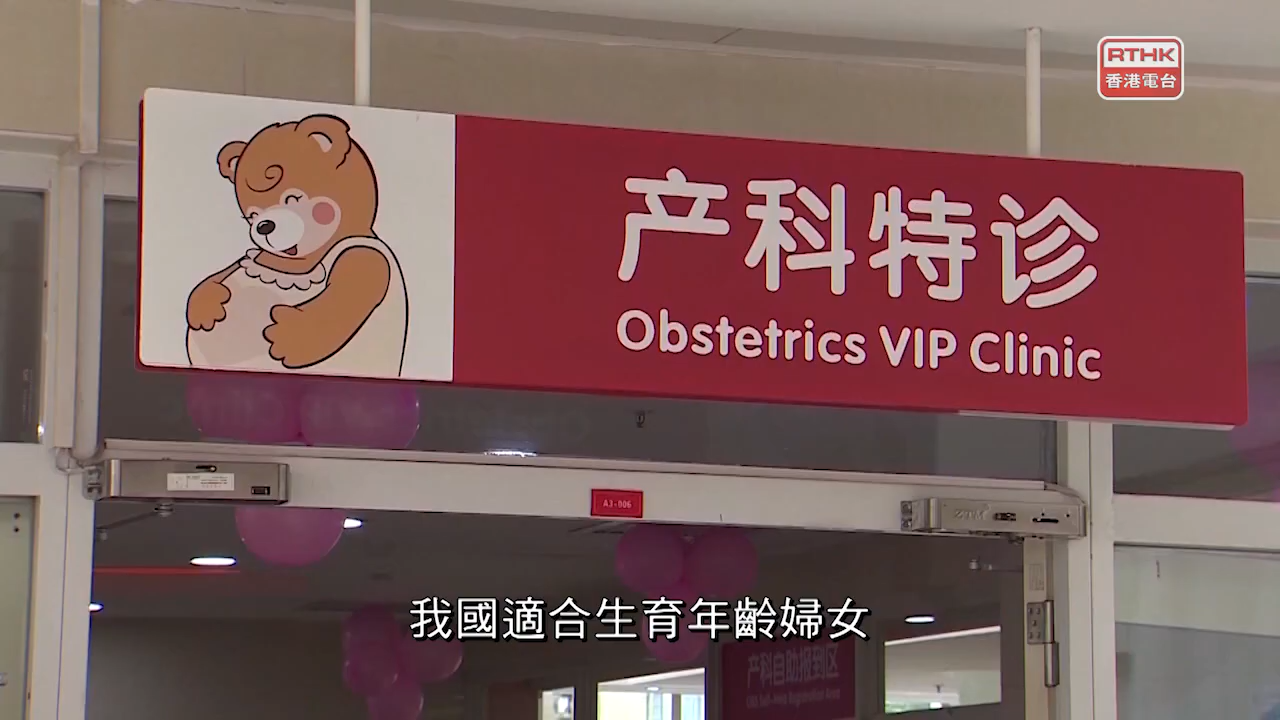 RTHK
香港電台
产科特诊
Obstetrics VIP Clinic
A3-006
我國適合生育年齡婦女
产科自助报到区